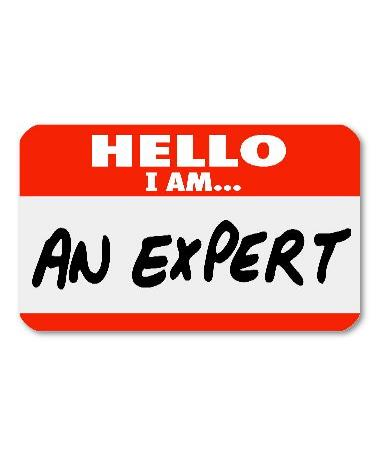 HELLO
I AM...
AN EXPERT